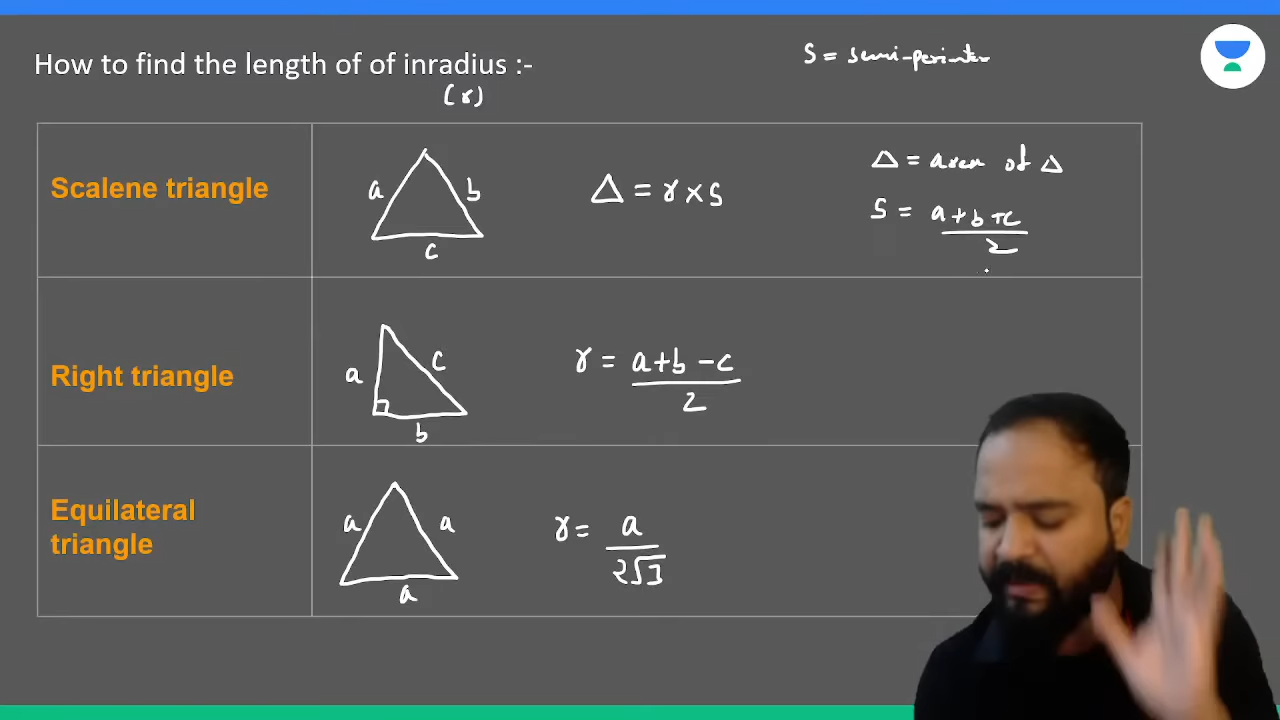 How to find the length of of inradius :-
(r)
S = semi-perimeter
Scalene triangle
a
b
c
Δ = r × s
Δ = area of Δ
S = a+b+c
2
Right triangle
a
c
b
r = a+b-c
2
Equilateral
triangle
a
a
a
r = a
2√3